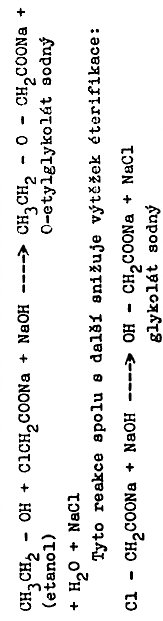 CH₃CH₂ - OH + ClCH₂COONa + NaOH ----→ CH₃CH₂ - O - CH₂COONa +
(etanol) O-etylglykolát sodný
+ H₂O + NaCl
Tyto reakce spolu s další snižuje výtěžek éterifikace:
Cl - CH₂COONa + NaOH ----→ OH - CH₂COONa + NaCl
glykolát sodný